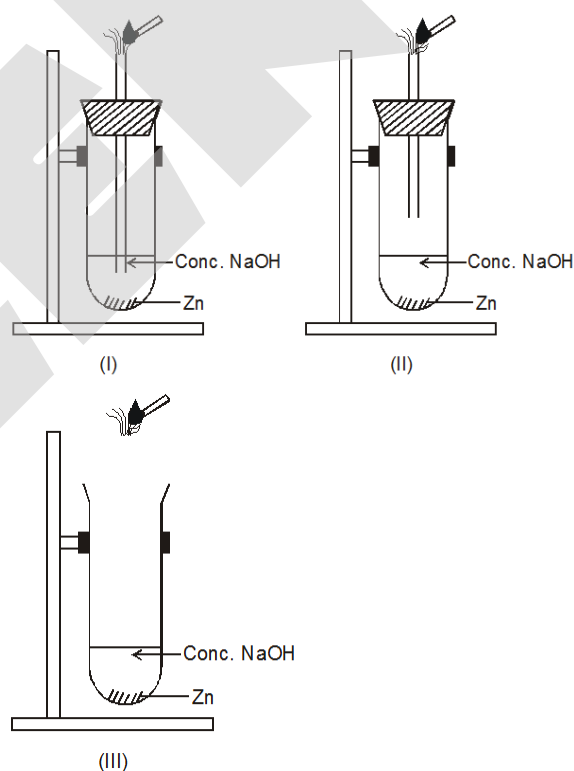 Conc. NaOH
Zn
(I)
Conc. NaOH
Zn
(II)
Conc. NaOH
Zn
(III)